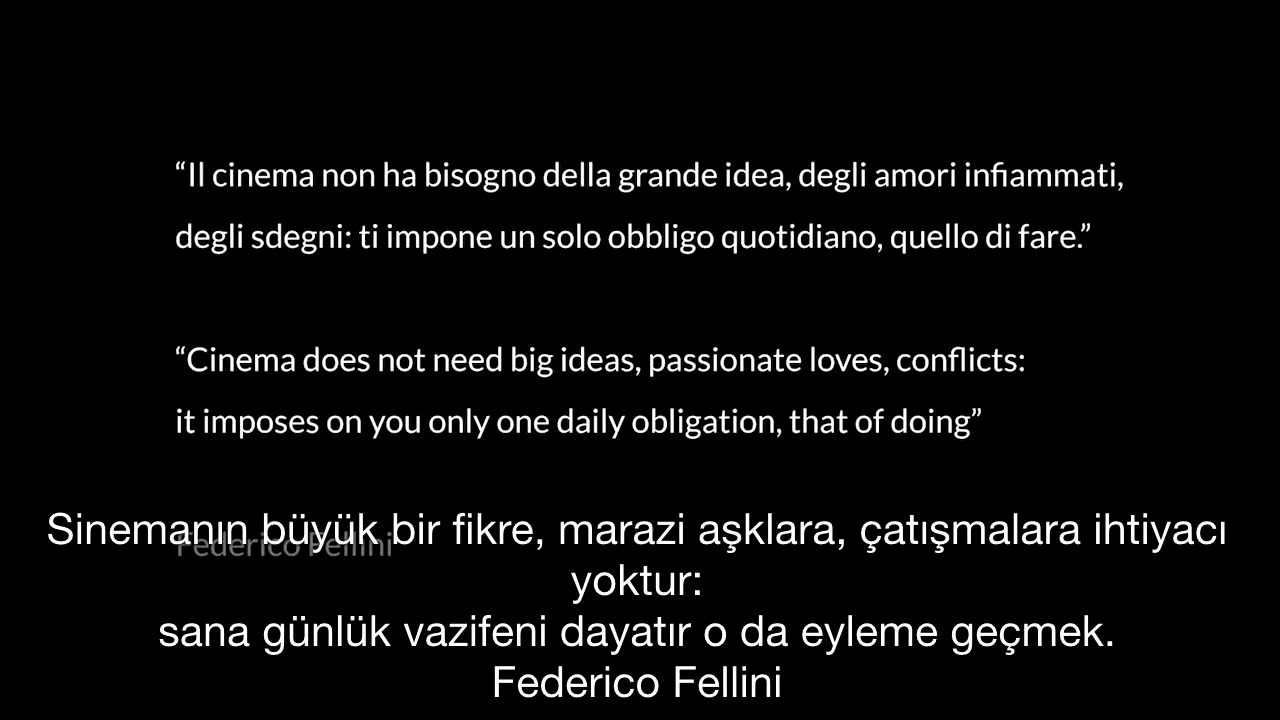 “Il cinema non ha bisogno della grande idea, degli amori infiammati,
degli sdegni: ti impone un solo obbligo quotidiano, quello di fare.”
“Cinema does not need big ideas, passionate loves, conflicts:
it imposes on you only one daily obligation, that of doing”
Federico Fellini
Sinemanın büyük bir fikre, marazi aşklara, çatışmalara ihtiyacı
yoktur:
sana günlük vazifeni dayatır o da eyleme geçmek.
Federico Fellini